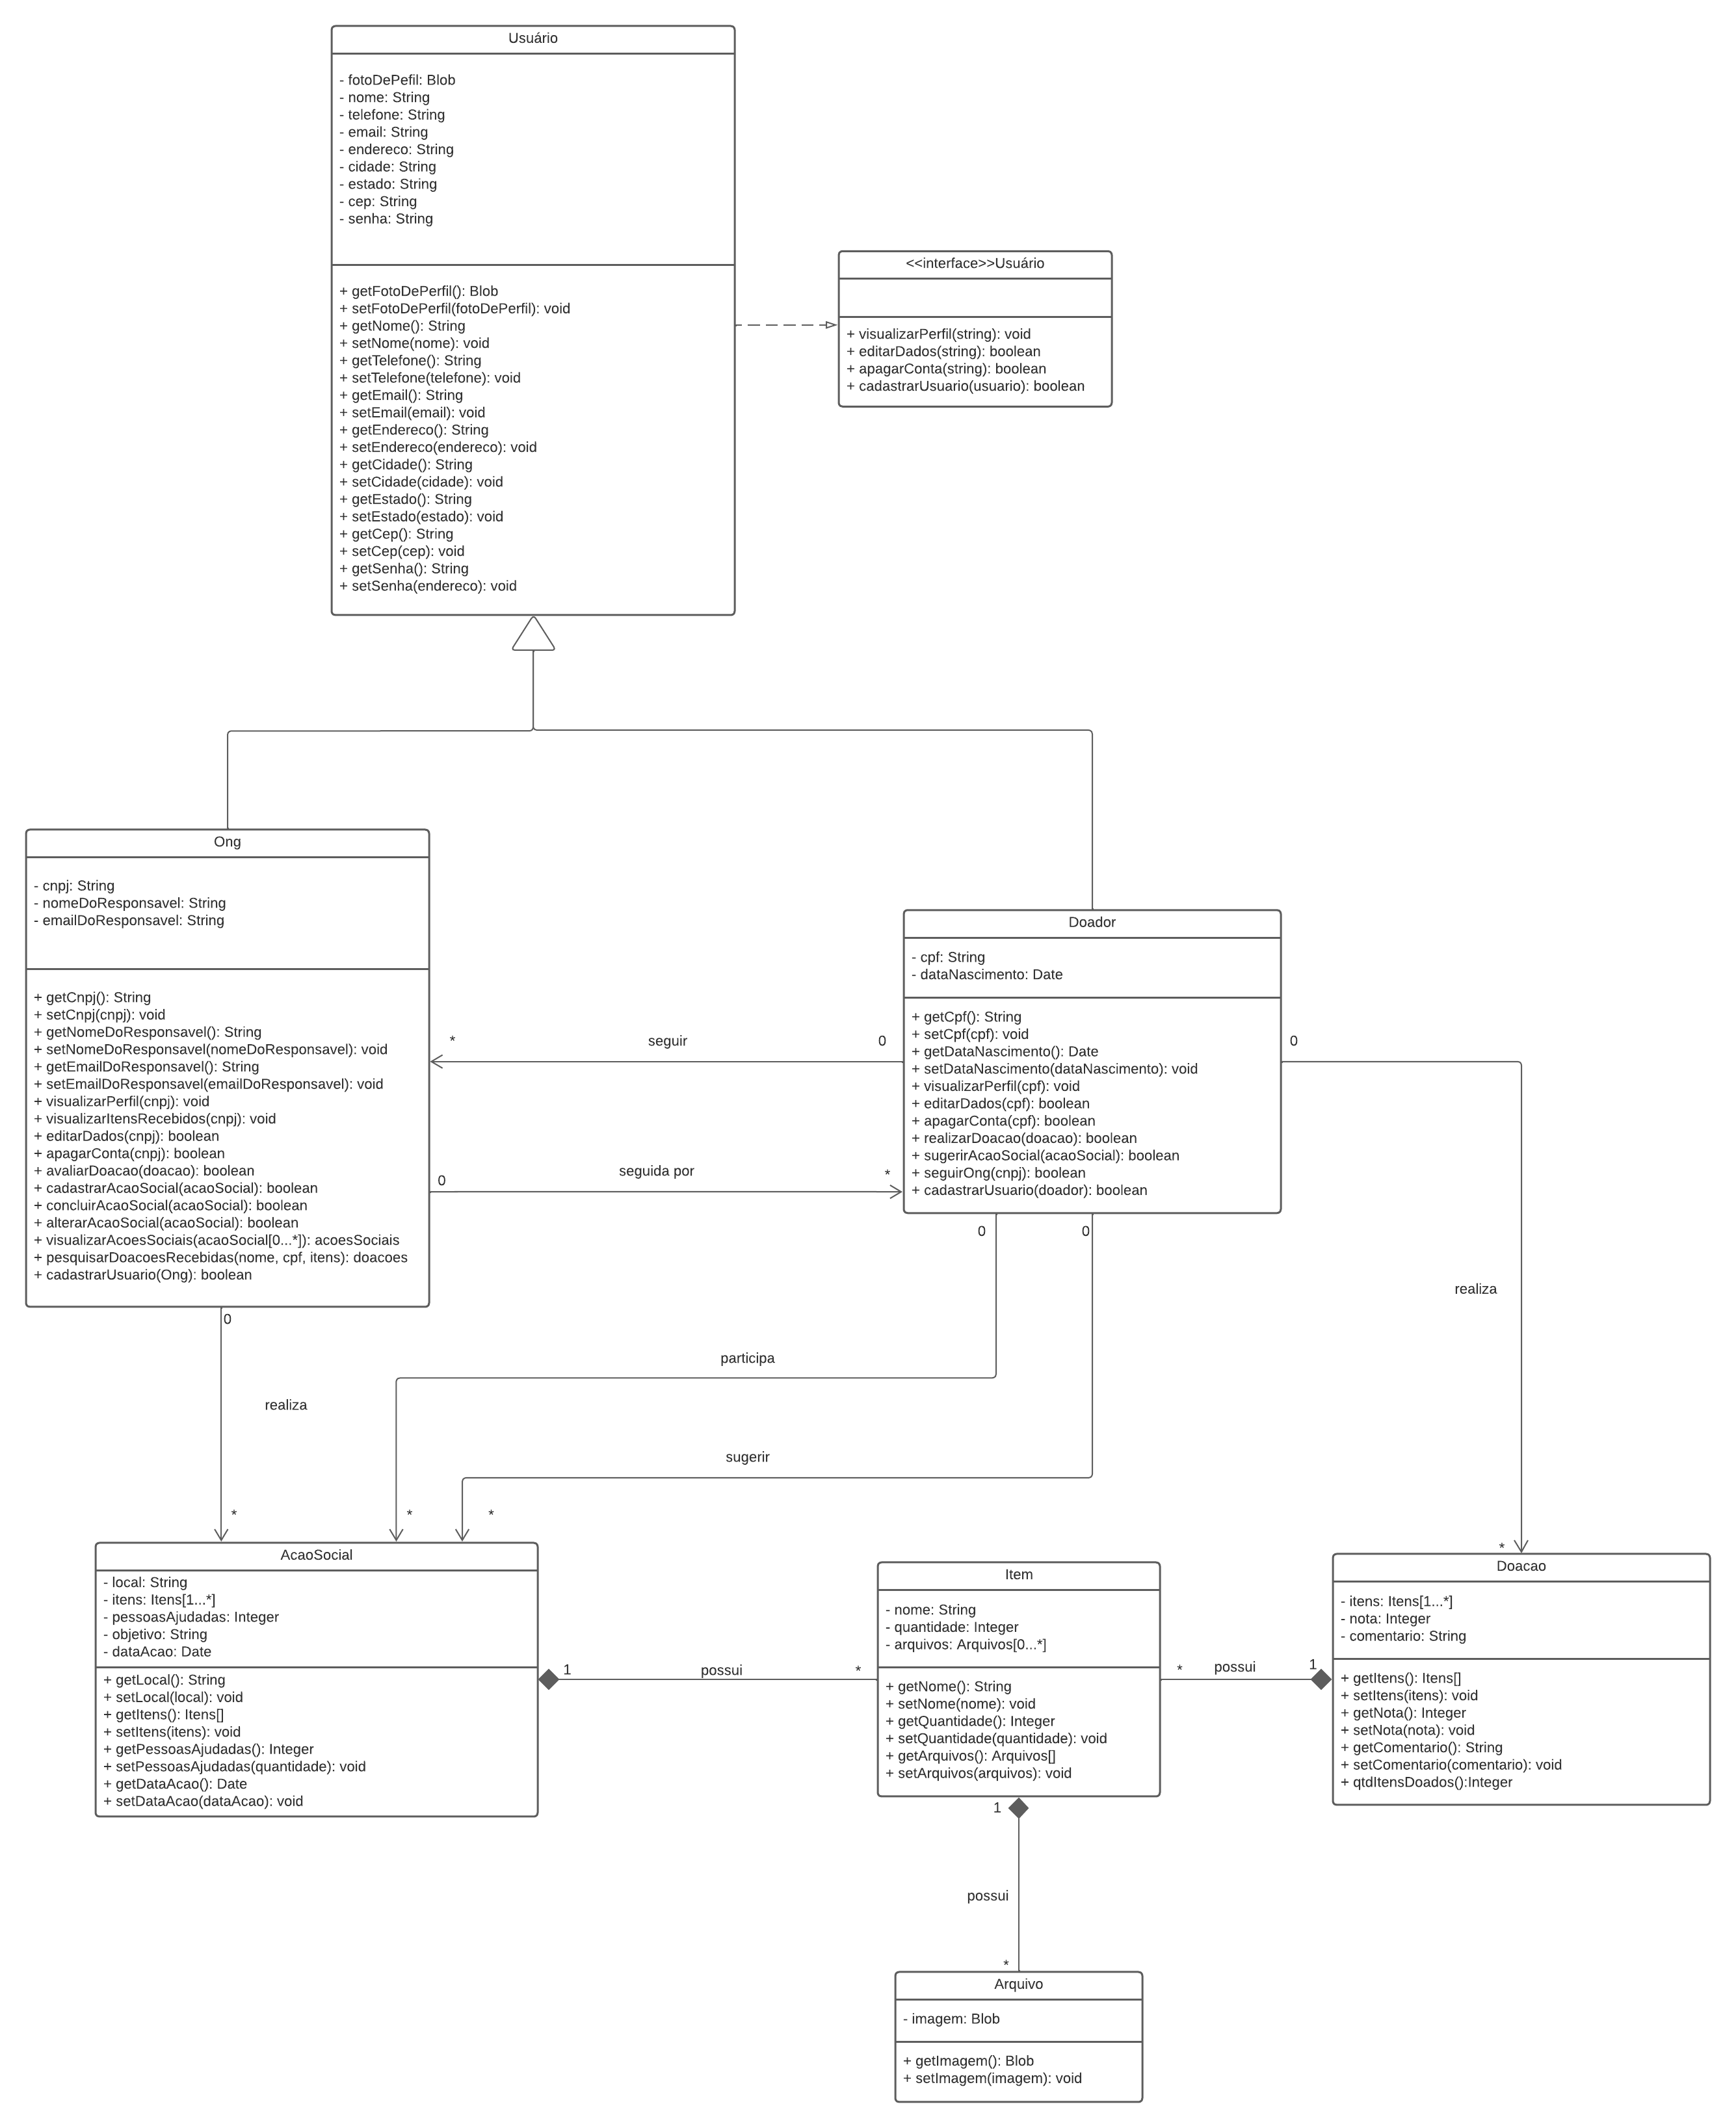 Usuário
- fotoDePefil: Blob
- nome: String
- telefone: String
- email: String
- endereco: String
- cidade: String
- estado: String
- cep: String
- senha: String
+ getFotoDePerfil(): Blob
+ setFotoDePerfil(fotoDePerfil): void
+ getNome(): String
+ setNome(nome): void
+ getTelefone(): String
+ setTelefone(telefone): void
+ getEmail(): String
+ setEmail(email): void
+ getEndereco(): String
+ setEndereco(endereco): void
+ getCidade(): String
+ setCidade(cidade): void
+ getEstado(): String
+ setEstado(estado): void
+ getCep(): String
+ setCep(cep): void
+ getSenha(): String
+ setSenha(endereco): void
<<interface>>Usuário
+ visualizarPerfil(string): void
+ editarDados(string): boolean
+ apagarConta(string): boolean
+ cadastrarUsuario(usuario): boolean
Ong
- cnpj: String
- nomeDoResponsavel: String
- emailDoResponsavel: String
+ getCnpj(): String
+ setCnpj(cnpj): void
+ getNomeDoResponsavel(): String
+ setNomeDoResponsavel(nomeDoResponsavel): void
+ getEmailDoResponsavel(): String
+ setEmailDoResponsavel(emailDoResponsavel): void
+ visualizarPerfil(cnpj): void
+ visualizarItensRecebidos(cnpj): void
+ editarDados(cnpj): boolean
+ apagarConta(cnpj): boolean
+ avaliarDoacao(doacao): boolean
+ cadastrarAcaoSocial(acaoSocial): boolean
+ concluirAcaoSocial(acaoSocial): boolean
+ alterarAcaoSocial(acaoSocial): boolean
+ visualizarAcoesSociais(acaoSocial[0...*]): acoesSociais
+ pesquisarDoacoesRecebidas(nome, cpf, itens): doacoes
+ cadastrarUsuario(Ong): boolean
Doador
- cpf: String
- dataNascimento: Date
+ getCpf(): String
+ setCpf(cpf): void
+ getDataNascimento(): Date
+ setDataNascimento(dataNascimento): void
+ visualizarPerfil(cpf): void
+ editarDados(cpf): boolean
+ apagarConta(cpf): boolean
+ realizarDoacao(doacao): boolean
+ sugerirAcaoSocial(acaoSocial): boolean
+ seguirOng(cnpj): boolean
+ cadastrarUsuario(doador): boolean
* seguir 0
0 seguida por *
0
realiza
*
0
participa
*
0
sugerir
*
0
realiza
*
AcaoSocial
- local: String
- itens: Itens[1...*]
- pessoasAjudadas: Integer
- objetivo: String
- dataAcao: Date
+ getLocal(): String
+ setLocal(local): void
+ getItens(): Itens[]
+ setItens(itens): void
+ getPessoasAjudadas(): Integer
+ setPessoasAjudadas(quantidade): void
+ getDataAcao(): Date
+ setDataAcao(dataAcao): void
1 possui *
Item
- nome: String
- quantidade: Integer
- arquivos: Arquivos[0...*]
+ getNome(): String
+ setNome(nome): void
+ getQuantidade(): Integer
+ setQuantidade(quantidade): void
+ getArquivos(): Arquivos[]
+ setArquivos(arquivos): void
* possui 1
Doacao
- itens: Itens[1...*]
- nota: Integer
- comentario: String
+ getItens(): Itens[]
+ setItens(itens): void
+ getNota(): Integer
+ setNota(nota): void
+ getComentario(): String
+ setComentario(comentario): void
+ qtdItensDoados():Integer
1
possui
*
Arquivo
- imagem: Blob
+ getImagem(): Blob
+ setImagem(imagem): void